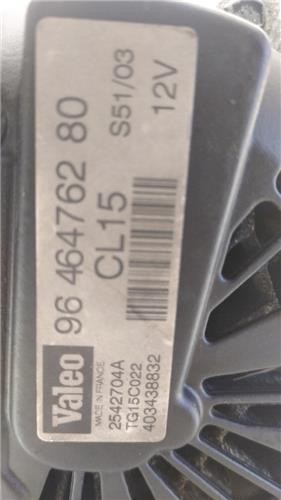 Valeo
MADE IN FRANCE
96 464762 80
CL15
S51/03
12V
2542704A
TG15C022
403438832